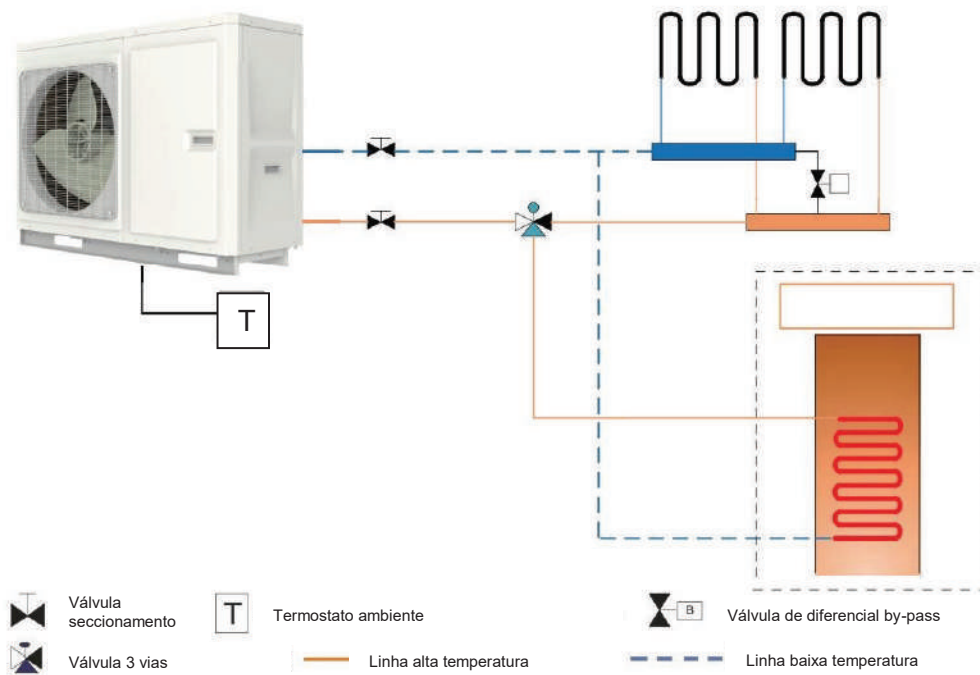 T
Válvula
seccionamento
T
Termostato ambiente
B
Válvula de diferencial by-pass
Válvula 3 vias
Linha alta temperatura
Linha baixa temperatura